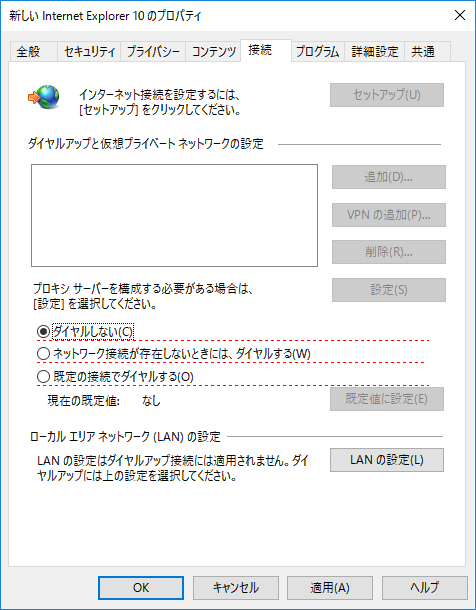 新しい Internet Explorer 10 のプロパティ
全般 セキュリティ プライバシー コンテンツ 接続 プログラム 詳細設定 共通
インターネット接続を設定するには、
[セットアップ] をクリックしてください。
セットアップ(U)
ダイヤルアップと仮想プライベート ネットワークの設定
追加(D)...
VPN の追加(P)...
削除(R)...
プロキシ サーバーを構成する必要がある場合は、
[設定] を選択してください。
設定(S)
ダイヤルしない(C)
ネットワーク接続が存在しないときには、ダイヤルする(W)
既定の接続でダイヤルする(O)
現在の既定値: なし
既定値に設定(E)
ローカル エリア ネットワーク (LAN) の設定
LAN の設定はダイヤルアップ接続には適用されません。ダイ
ヤルアップには上の設定を選択してください。
LAN の設定(L)
OK キャンセル 適用(A) ヘルプ